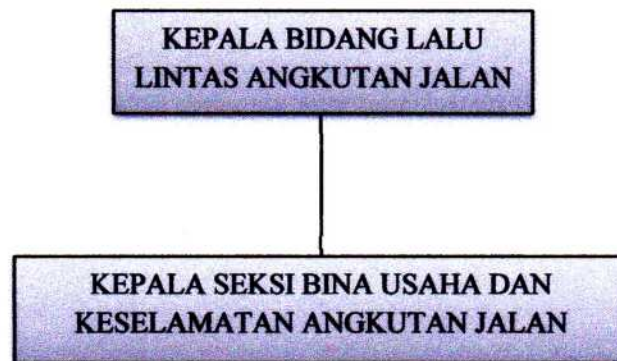 KEPALA BIDANG LALU
LINTAS ANGKUTAN JALAN
KEPALA SEKSI BINA USAHA DAN
KESELAMATAN ANGKUTAN JALAN